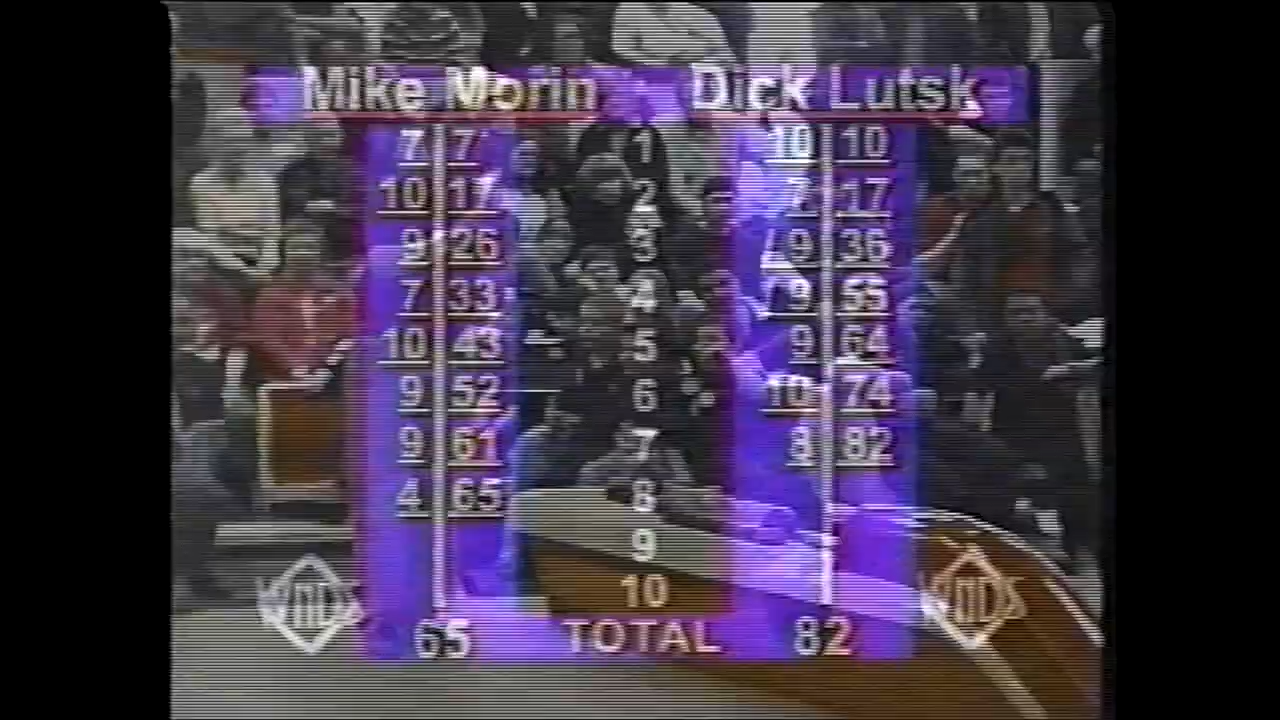 Mike Morin Dick Lutsk
7 7 1 10 10
10 17 2 7 17
9 26 3 /9 36
7 33 4 /9 55
10 43 5 9 64
9 52 6 10 74
9 61 7 8 82
4 65 8
9
10
65 TOTAL 82